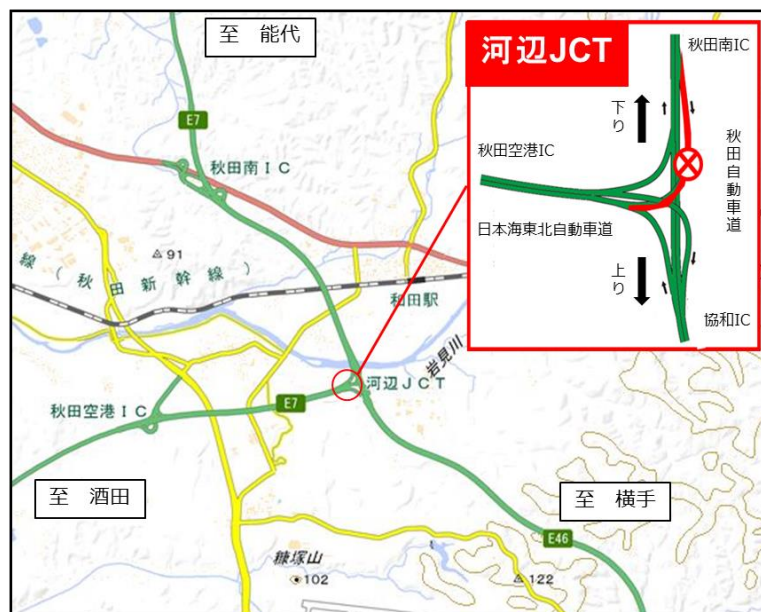 至 能代
E7
秋田南IC
91
線(秋田新幹線)
和田駅
岩見川
河辺JCT
秋田空港IC
E7
至 酒田
至 横手
E46
糠塚山
102
122
河辺JCT
秋田南IC
下り
秋田空港IC
秋田自動車道
日本海東北自動車道
上り
協和IC